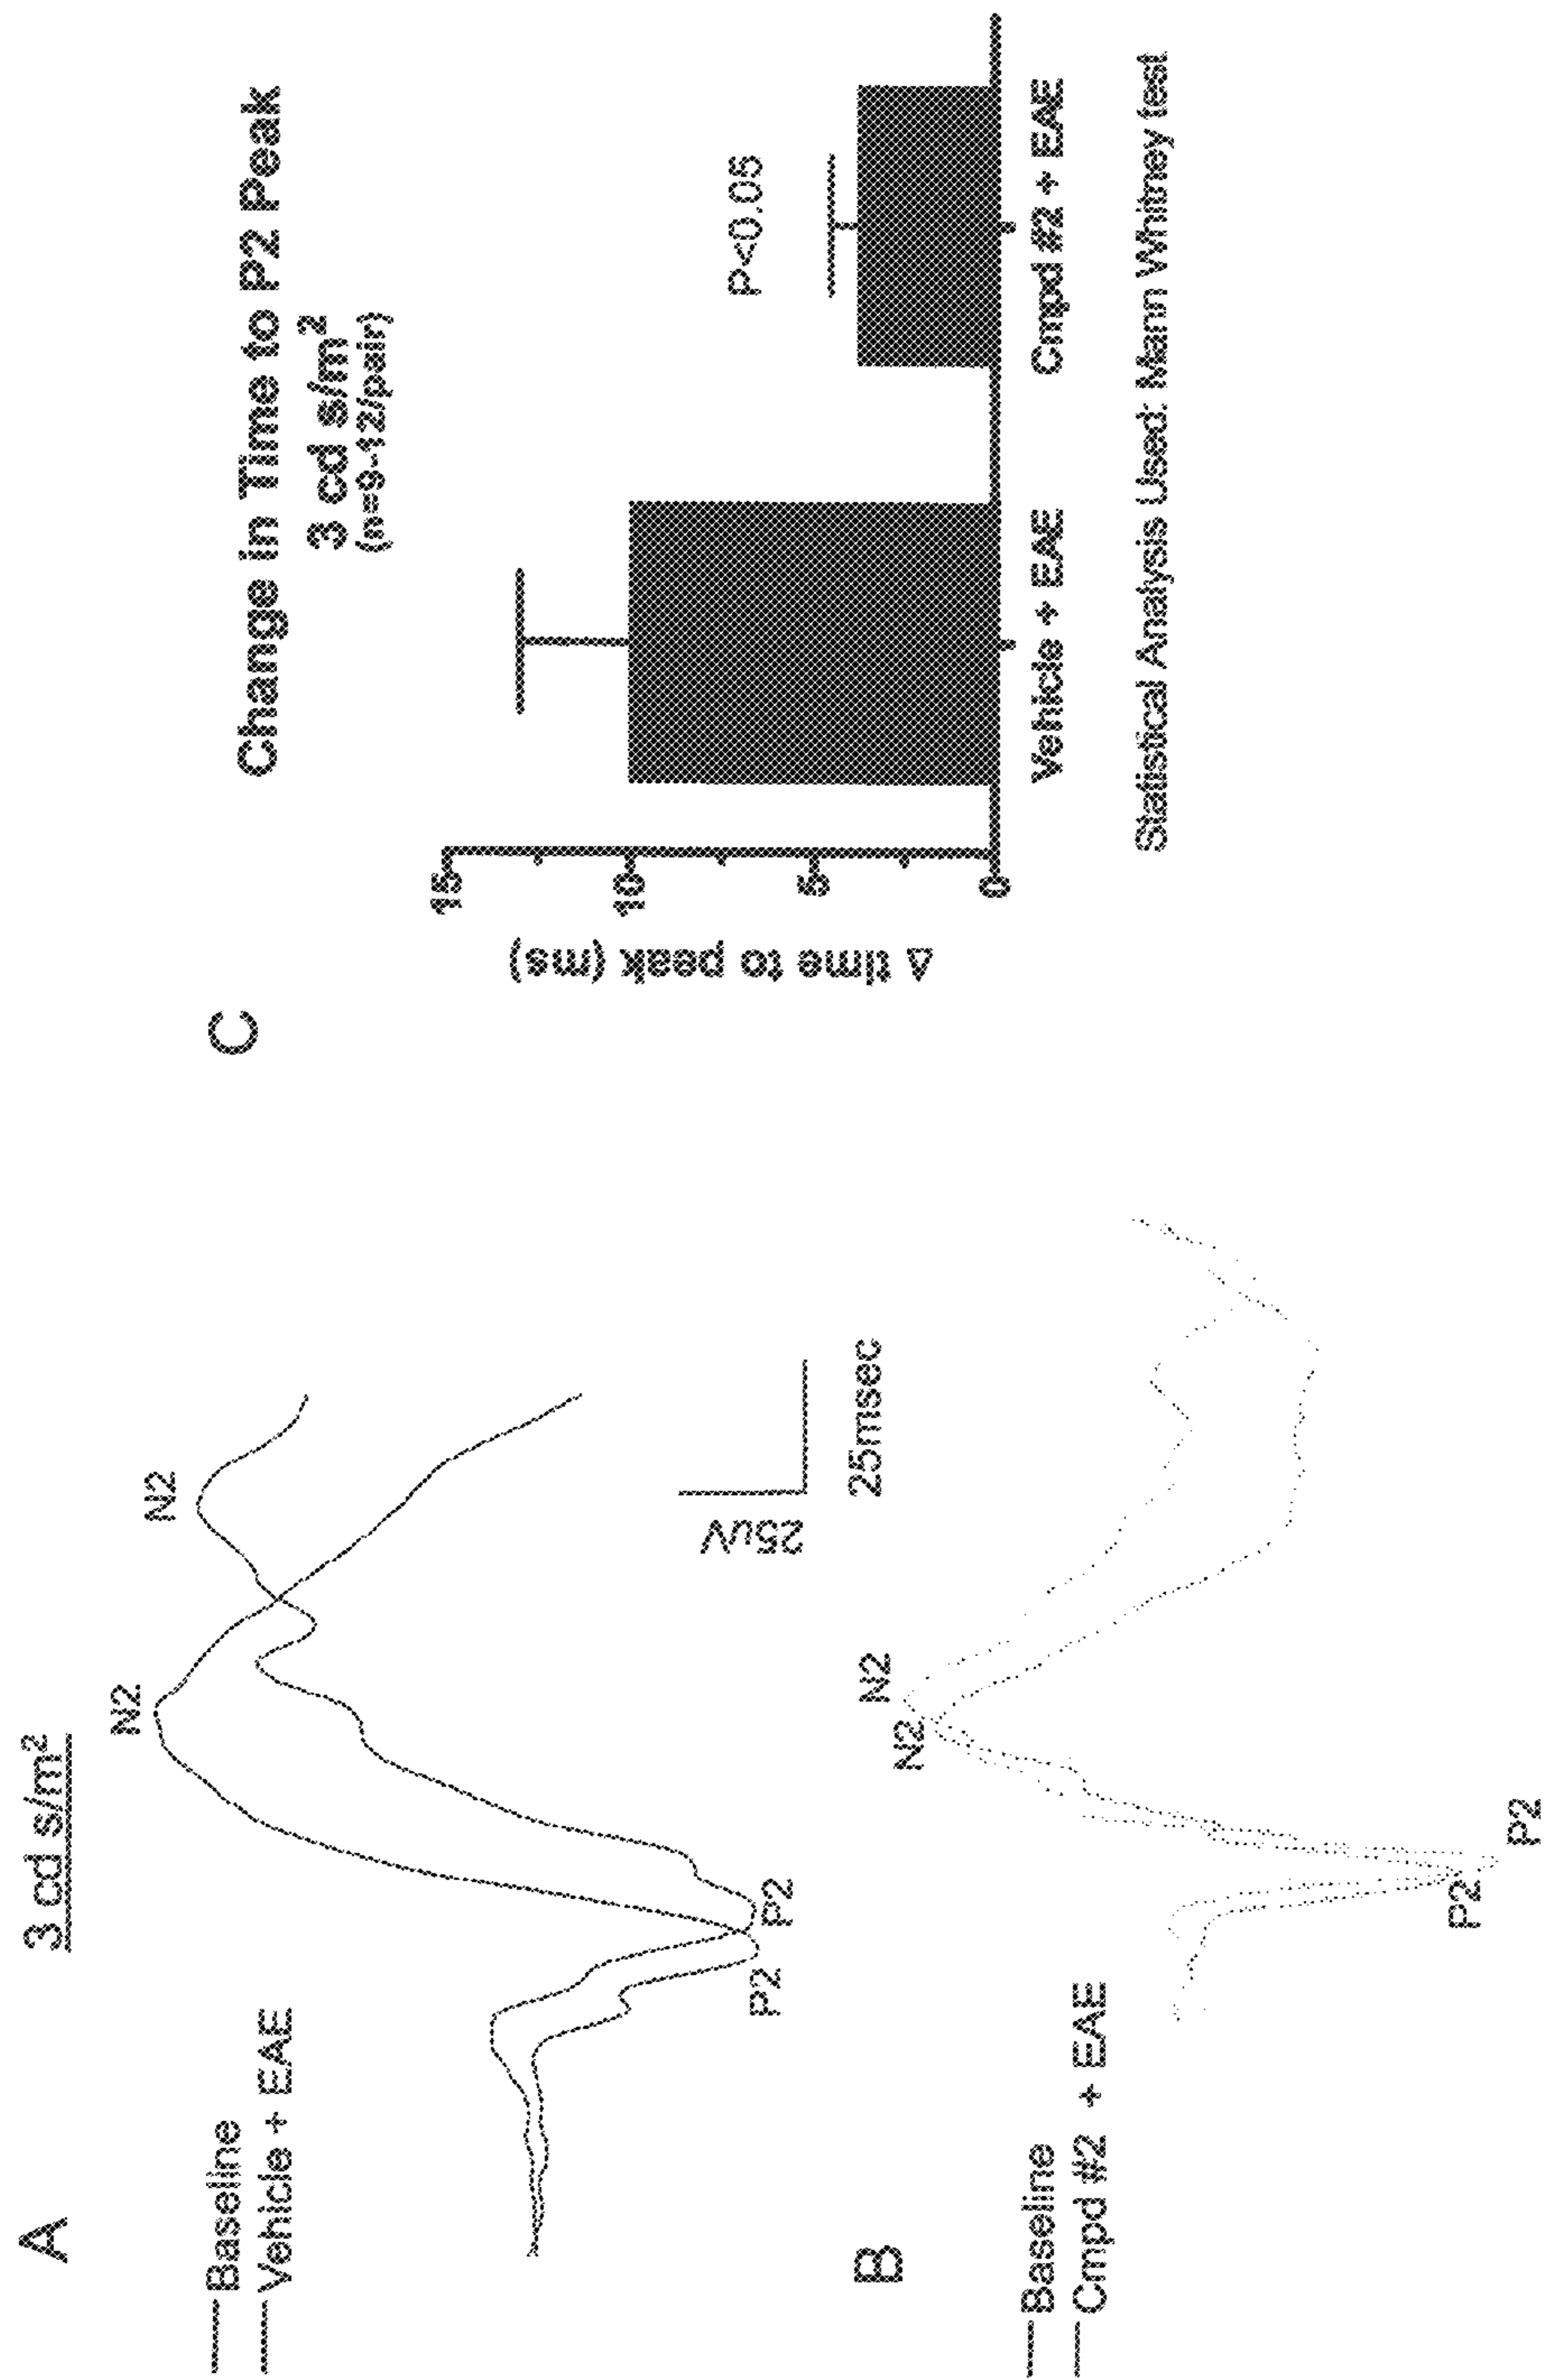 A
3 cd s/m²
Baseline
Vehicle + EAE
N2
N2
P2
P2
25uV
25msec
B
Baseline
Cmpd #2 + EAE
N2
N2
P2
P2
C
Change in Time to P2 Peak
3 cd s/m²
(n=9-12/pair)
Δ time to peak (ms)
15
10
5
0
P<0.05
Vehicle + EAE
Cmpd #2 + EAE
Statistical Analysis Used: Mann Whitney test